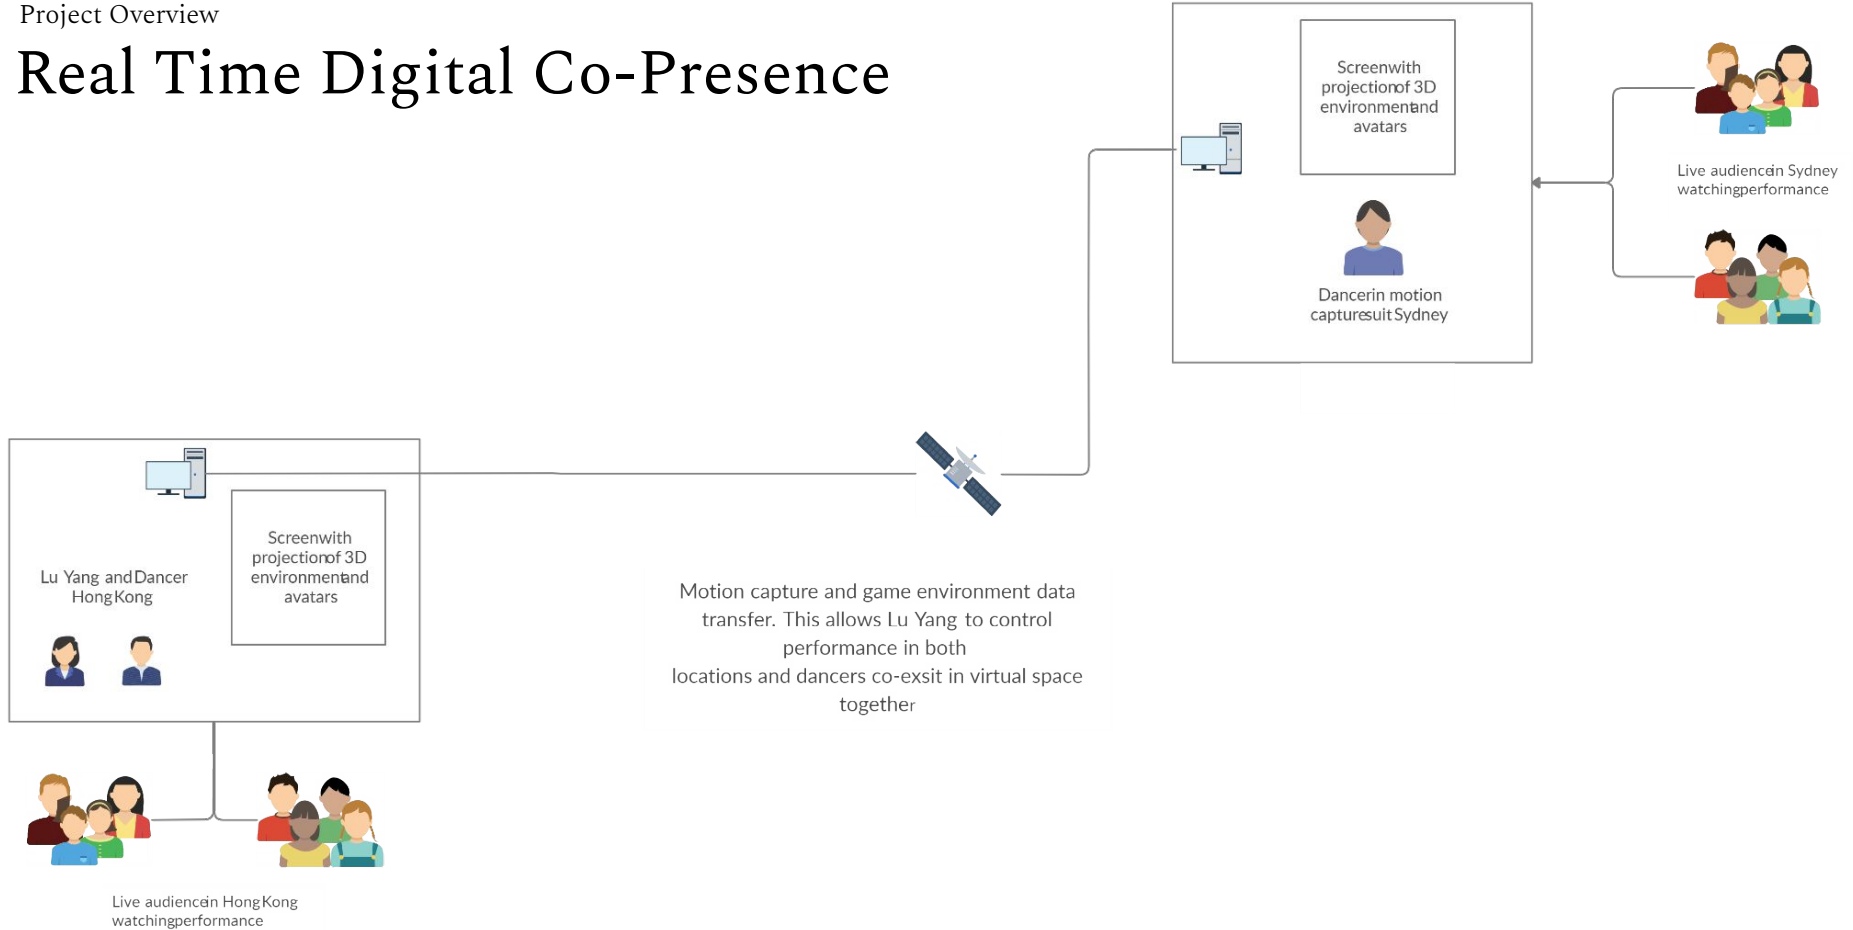 Project Overview
Real Time Digital Co-Presence
Screenwith
projectionof 3D
environmentand
avatars
Dancerin motion
capturesuit Sydney
Live audiencein Sydney
watchingperformance
Lu Yang and Dancer
Hong Kong
Screenwith
projectionof 3D
environmentand
avatars
Motion capture and game environment data
transfer. This allows Lu Yang to control
performance in both
locations and dancers co-exsit in virtual space
together
Live audiencein Hong Kong
watchingperformance